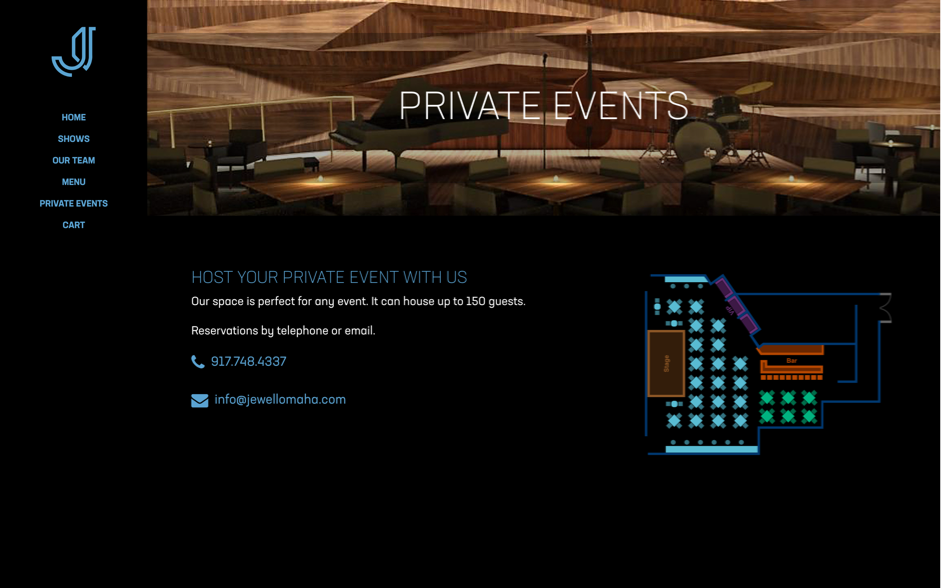 HOME
SHOWS
OUR TEAM
MENU
PRIVATE EVENTS
CART
PRIVATE EVENTS
HOST YOUR PRIVATE EVENT WITH US
Our space is perfect for any event. It can house up to 150 guests.
Reservations by telephone or email.
917.748.4337
info@jewellomaha.com
Stage
Bar